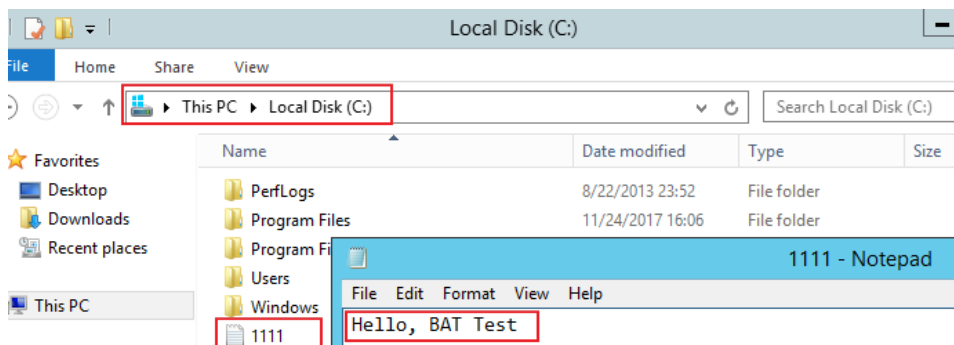 Local Disk (C:)
File Home Share View
This PC Local Disk (C:) Search Local Disk (C:)
Name Date modified Type Size
Favorites
Desktop PerfLogs 8/22/2013 23:52 File folder
Downloads Program Files 11/24/2017 16:06 File folder
Recent places Program Fi
Users
This PC Windows
1111
1111 - Notepad
File Edit Format View Help
Hello, BAT Test